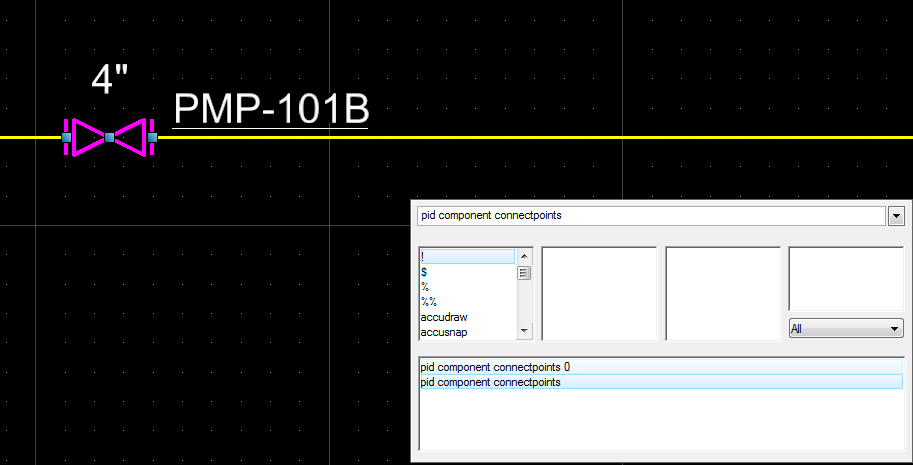 4"
PMP-101B
pid component connectpoints
!
$
%
%%
accudraw
accusnap
All
pid component connectpoints 0
pid component connectpoints